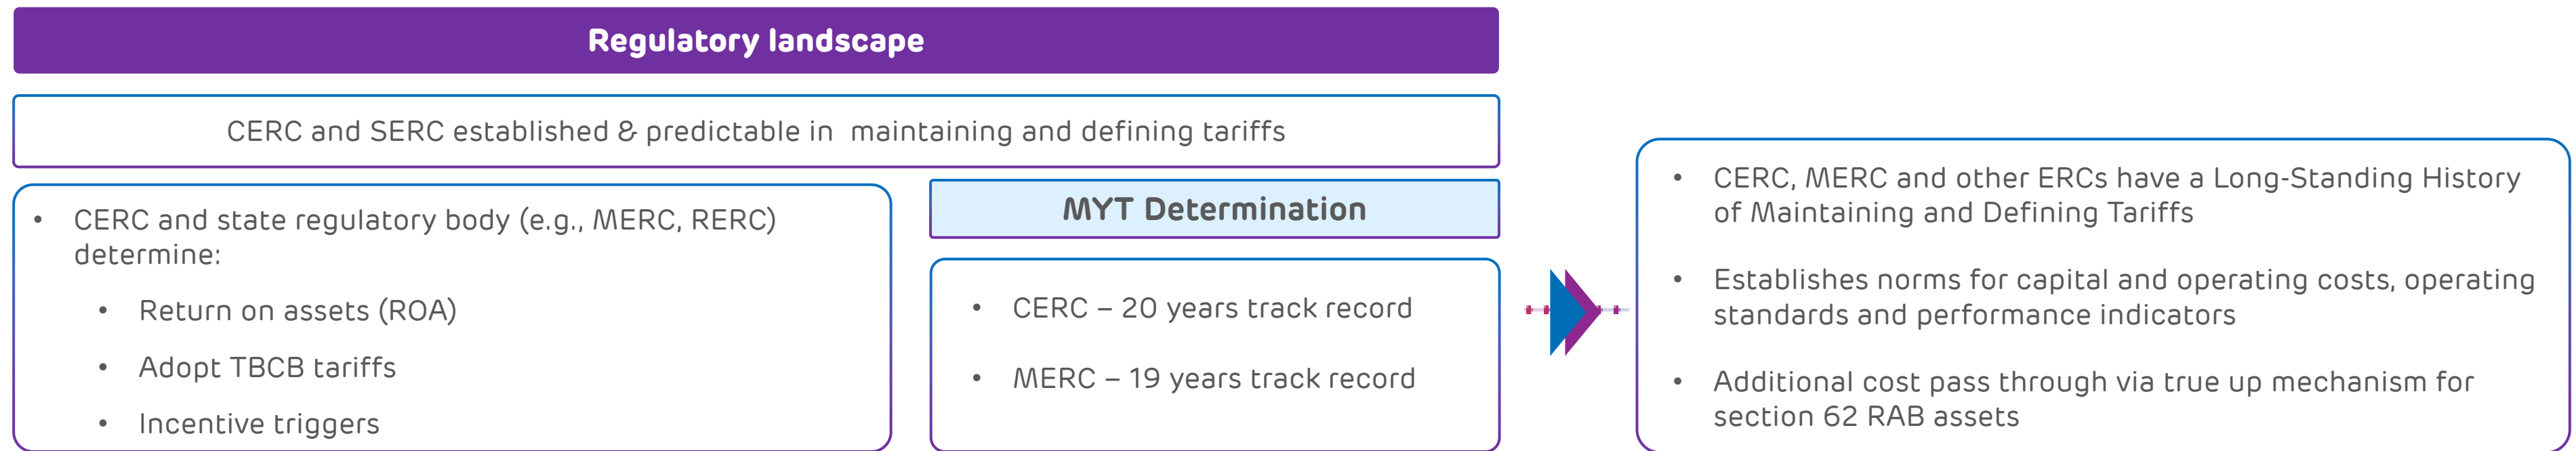 Regulatory landscape
CERC and SERC established & predictable in maintaining and defining tariffs
• CERC and state regulatory body (e.g., MERC, RERC)
determine:
• Return on assets (ROA)
• Adopt TBCB tariffs
• Incentive triggers
MYT Determination
• CERC – 20 years track record
• MERC – 19 years track record
• CERC, MERC and other ERCs have a Long-Standing History
of Maintaining and Defining Tariffs
• Establishes norms for capital and operating costs, operating
standards and performance indicators
• Additional cost pass through via true up mechanism for
section 62 RAB assets